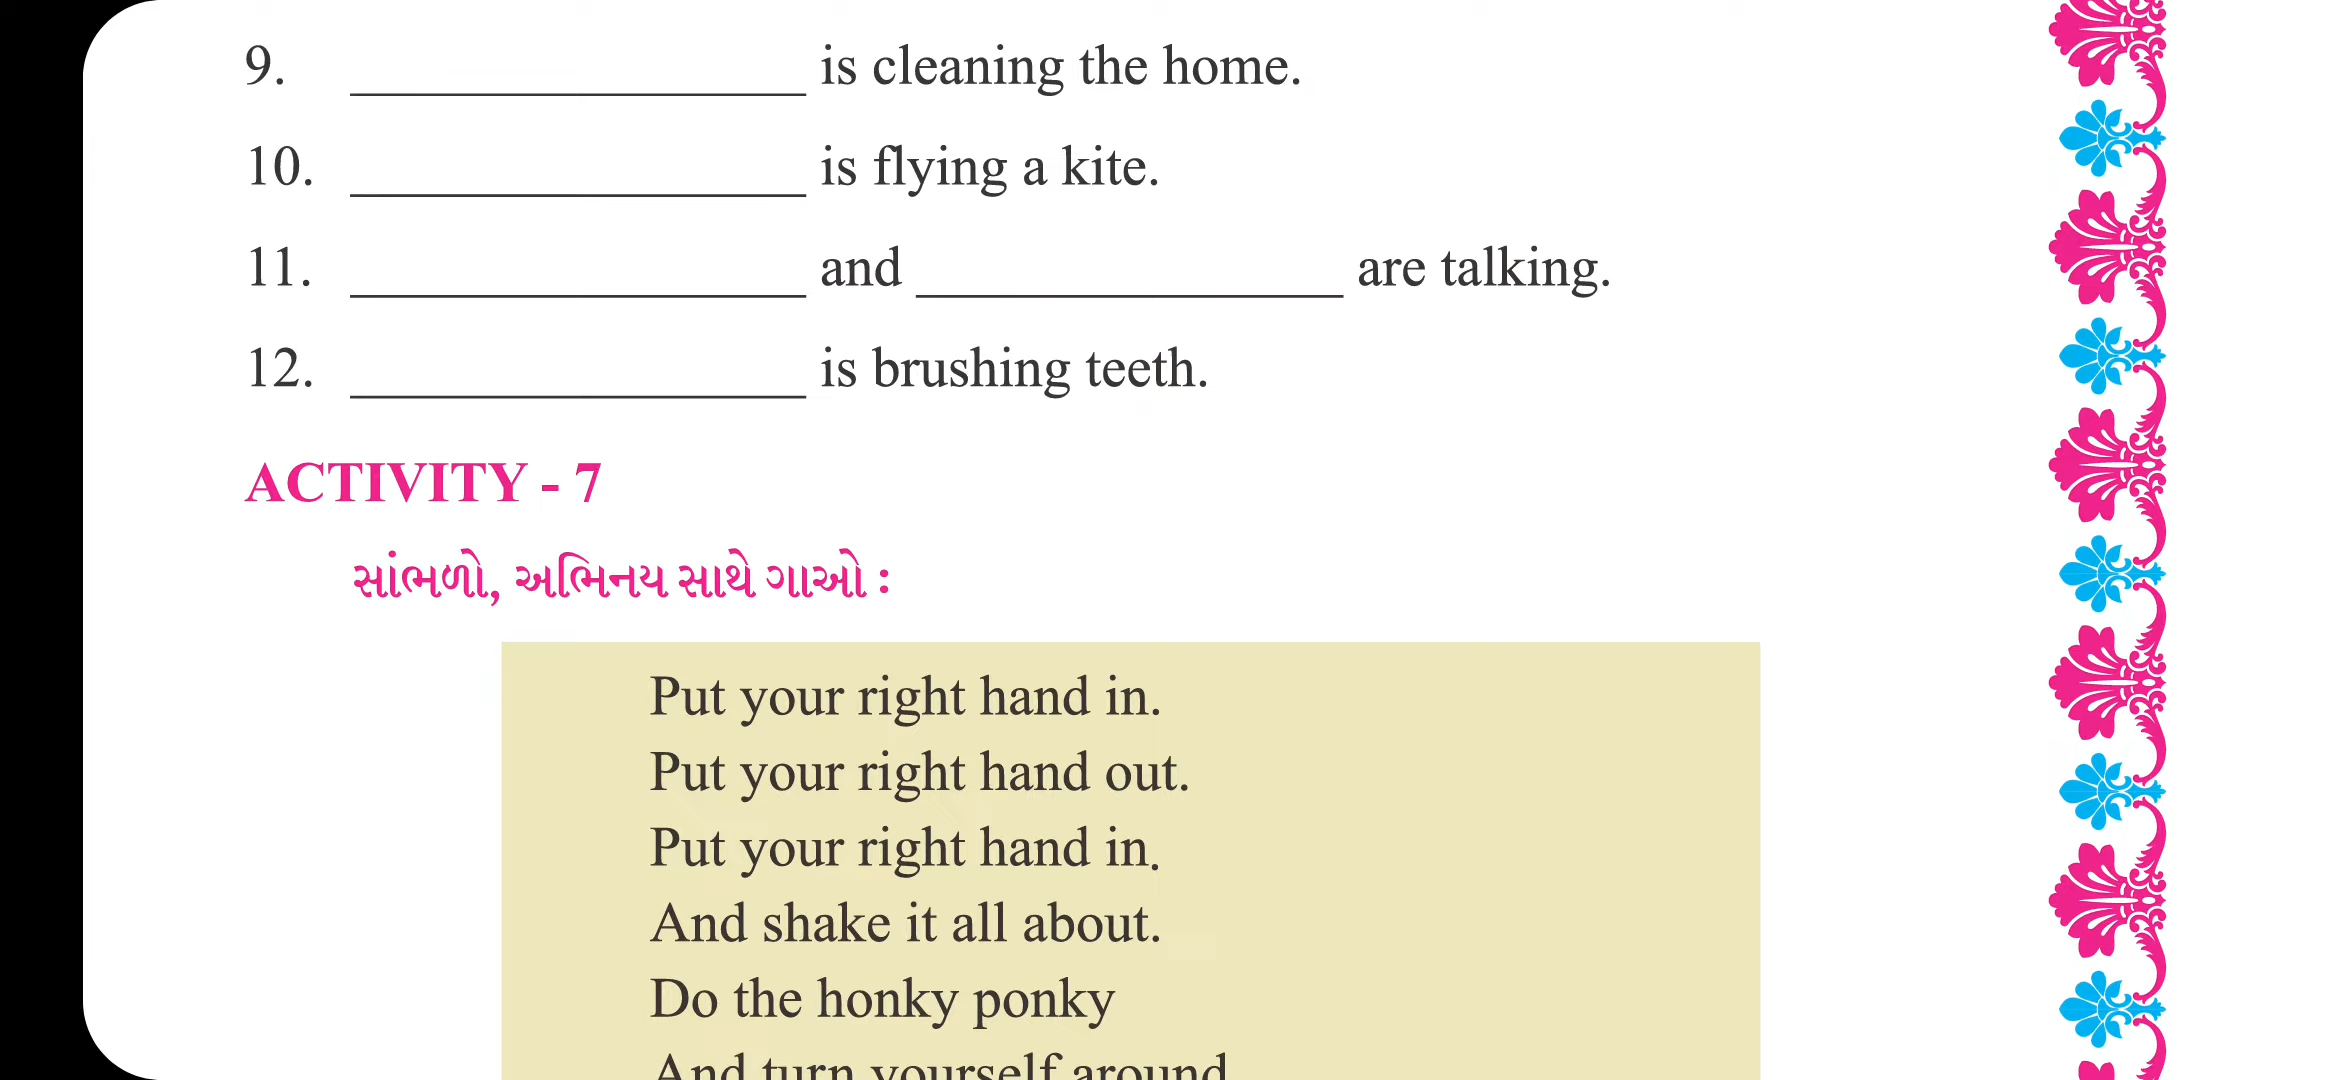 9. ________________ is cleaning the home.
10. ________________ is flying a kite.
11. ________________ and _______________ are talking.
12. ________________ is brushing teeth.
ACTIVITY - 7
સાંભળો, અભિનય સાથે ગાઓ :
Put your right hand in.
Put your right hand out.
Put your right hand in.
And shake it all about.
Do the honky ponky
And turn yourself around